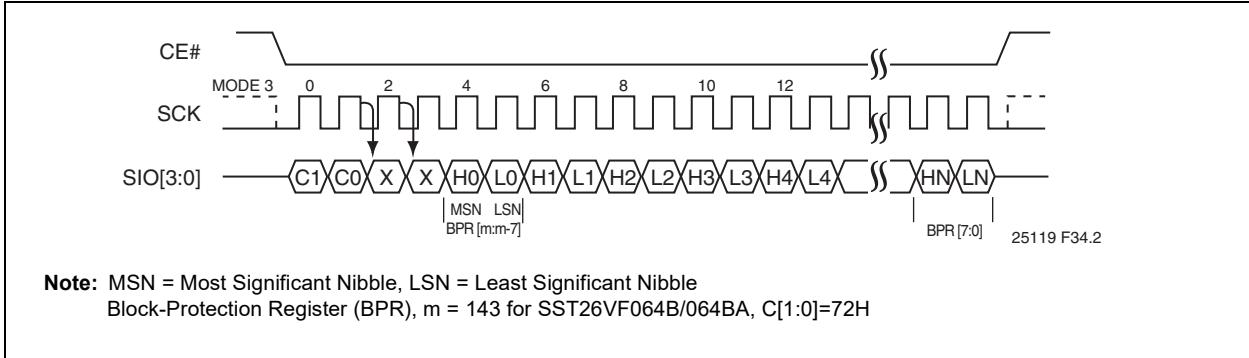 CE#
MODE 3 0 2 4 6 8 10 12
SCK
SIO[3:0] C1 C0 X X H0 L0 H1 L1 H2 L2 H3 L3 H4 L4 HN LN
MSN LSN
BPR [m:m-7]
BPR [7:0]
25119 F34.2
Note: MSN = Most Significant Nibble, LSN = Least Significant Nibble
Block-Protection Register (BPR), m = 143 for SST26VF064B/064BA, C[1:0]=72H